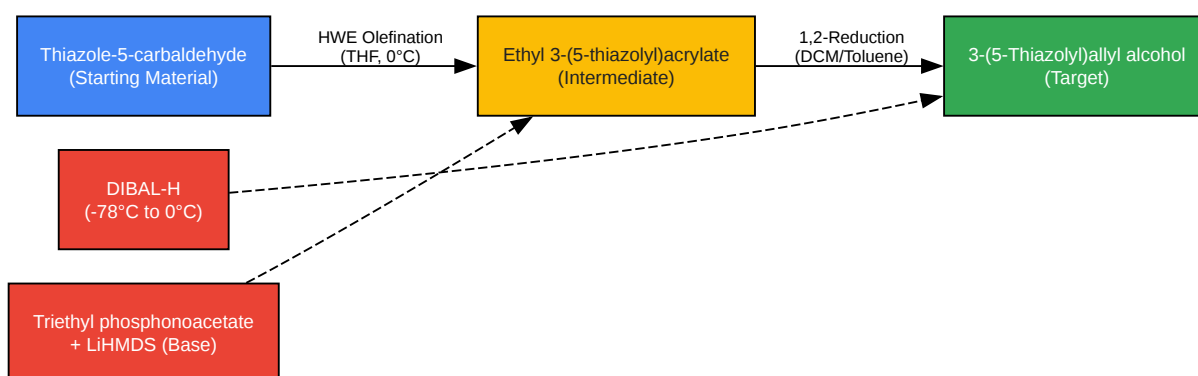 Thiazole-5-carbaldehyde
(Starting Material)
HWE Olefination
(THF, 0°C)
Ethyl 3-(5-thiazolyl)acrylate
(Intermediate)
1,2-Reduction
(DCM/Toluene)
3-(5-Thiazolyl)allyl alcohol
(Target)
DIBAL-H
(-78°C to 0°C)
Triethyl phosphonoacetate
+ LiHMDS (Base)